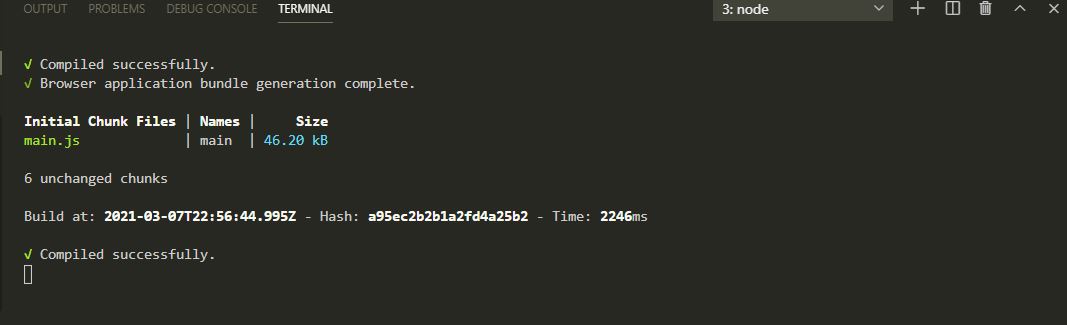 OUTPUT PROBLEMS DEBUG CONSOLE TERMINAL 3: node
√ Compiled successfully.
√ Browser application bundle generation complete.
Initial Chunk Files | Names | Size
main.js | main | 46.20 kB
6 unchanged chunks
Build at: 2021-03-07T22:56:44.995Z - Hash: a95ec2b2b1a2fd4a25b2 - Time: 2246ms
√ Compiled successfully.